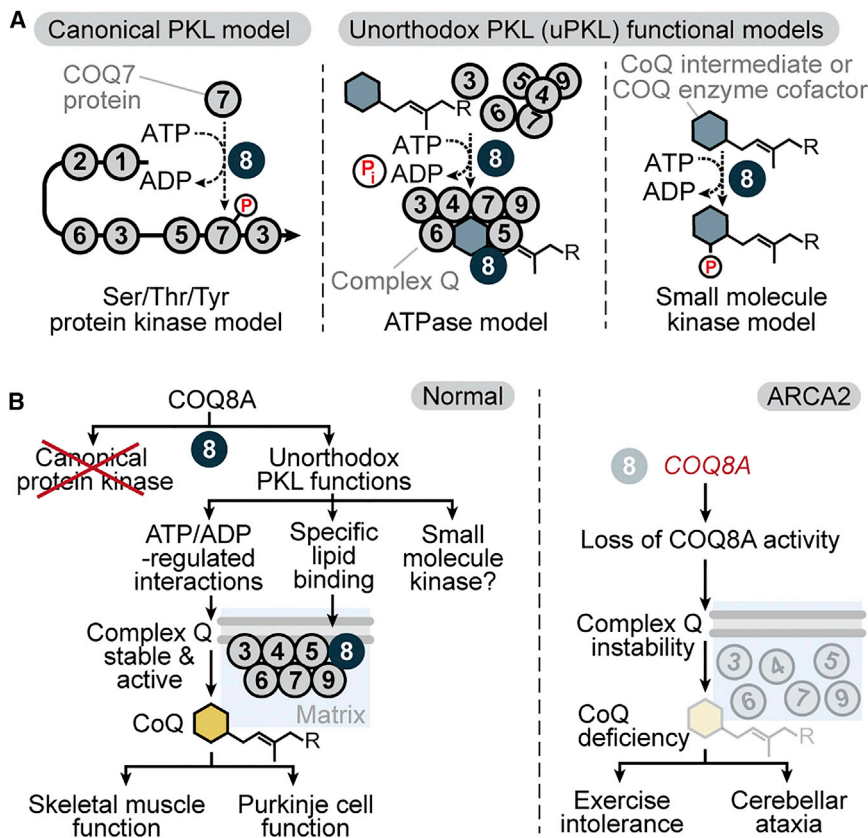 A
Canonical PKL model
COQ7
protein
7
ATP
8
ADP
2 1
P
6 3 5 7 3
Ser/Thr/Tyr
protein kinase model
Unorthodox PKL (uPKL) functional models
3 5 9
4
6 7
R
ATP
8
Pi
ADP
3 4 7 9
6 5
R
8
Complex Q
ATPase model
CoQ intermediate or
COQ enzyme cofactor
R
ATP
8
ADP
R
P
Small molecule
kinase model
B
Normal
COQ8A
8
Canonical
protein kinase
Unorthodox
PKL functions
ATP/ADP
-regulated
interactions
Specific
lipid
binding
Small
molecule
kinase?
Complex Q
stable &
active
3 4 5 8
6 7 9
Matrix
CoQ
R
Skeletal muscle
function
Purkinje cell
function
ARCA2
8 COQ8A
Loss of COQ8A activity
Complex Q
instability
3 4 5
6 7 9
CoQ
deficiency
R
Exercise
intolerance
Cerebellar
ataxia